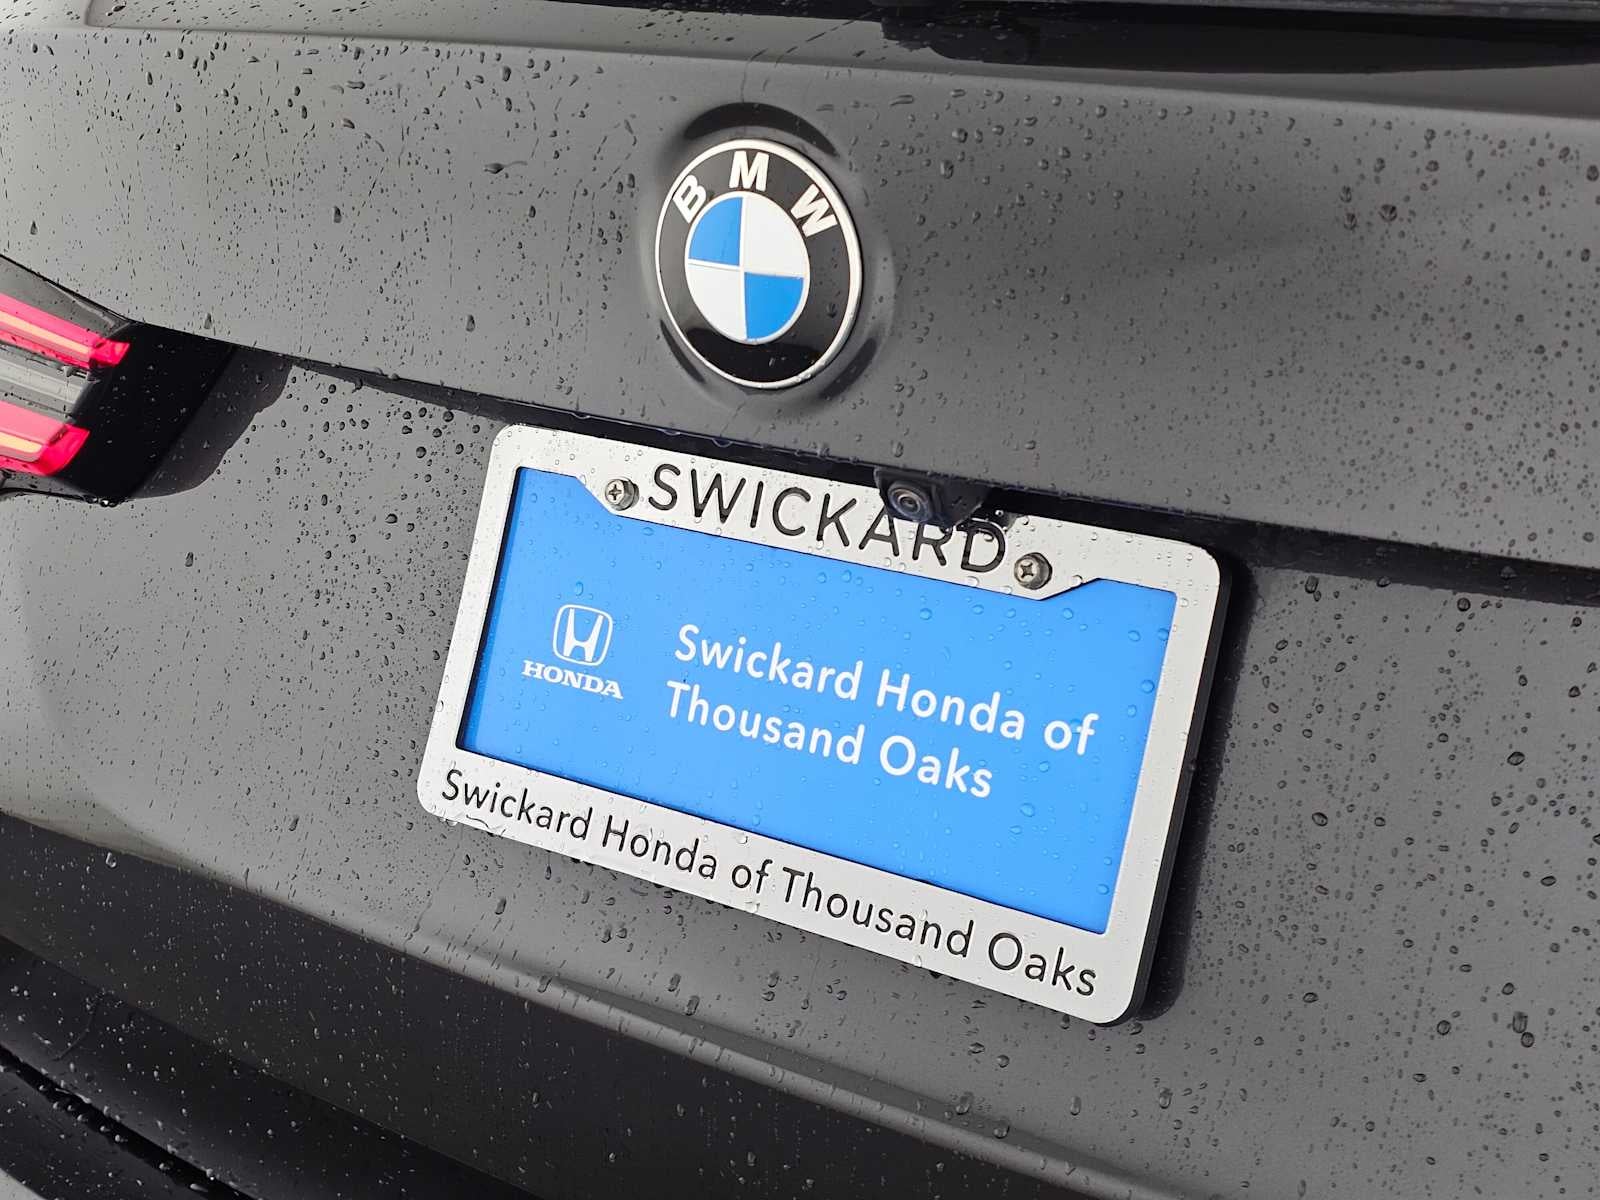 BMW
SWICKARD
HONDA
Swickard Honda of
Thousand Oaks
Swickard Honda of Thousand Oaks